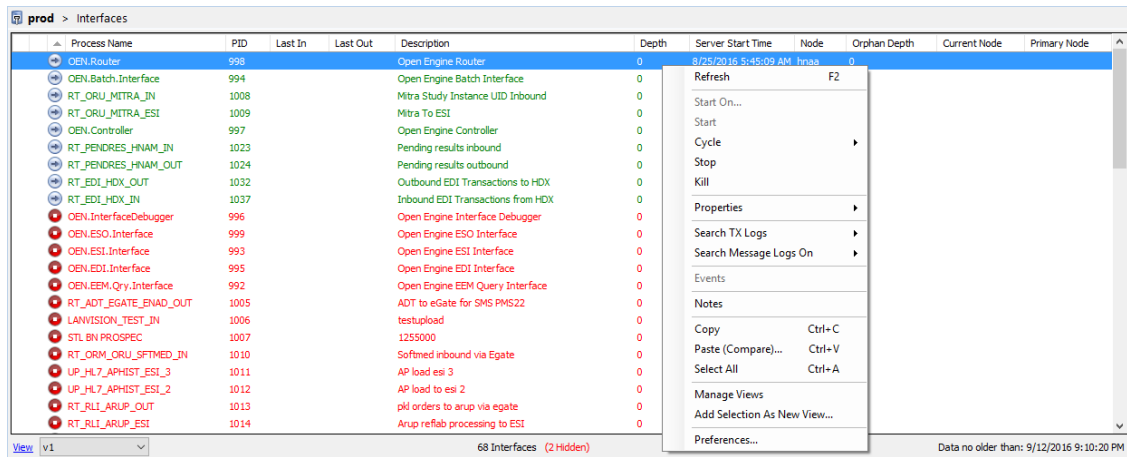 prod > Interfaces
Process Name PID Last In Last Out Description Depth Server Start Time Node Orphan Depth Current Node Primary Node
OEN.Router 998 Open Engine Router 0 8/25/2016 5:45:09 AM hnaa 0
OEN.Batch.Interface 994 Open Engine Batch Interface 0
RT_ORU_MITRA_IN 1008 Mitra Study Instance UID Inbound 0
RT_ORU_MITRA_ESI 1009 Mitra To ESI 0
OEN.Controller 997 Open Engine Controller 0
RT_PENDRES_HNAM_IN 1023 Pending results inbound 0
RT_PENDRES_HNAM_OUT 1024 Pending results outbound 0
RT_EDI_HDX_OUT 1032 Outbound EDI Transactions to HDX 0
RT_EDI_HDX_IN 1037 Inbound EDI Transactions from HDX 0
OEN.InterfaceDebugger 996 Open Engine Interface Debugger 0
OEN.ESO.Interface 999 Open Engine ESO Interface 0
OEN.ESI.Interface 993 Open Engine ESI Interface 0
OEN.EDI.Interface 995 Open Engine EDI Interface 0
OEN.EEM.Qry.Interface 992 Open Engine EEM Query Interface 0
RT_ADT_EGATE_ENAD_OUT 1005 ADT to eGate for SMS PMS22 0
LANVISION_TEST_IN 1006 testupload 0
STL BN PROSPEC 1007 1255000 0
RT_ORM_ORU_SFTMED_IN 1010 Softmed inbound via Egate 0
UP_HL7_APHIST_ESI_3 1011 AP load esi 3 0
UP_HL7_APHIST_ESI_2 1012 AP load to esi 2 0
RT_RLI_ARUP_OUT 1013 pkl orders to arup via egate 0
RT_RLI_ARUP_ESI 1014 Arup reflab processing to ESI 0
Refresh F2
Start On...
Start
Cycle
Stop
Kill
Properties
Search TX Logs
Search Message Logs On
Events
Notes
Copy Ctrl+C
Paste (Compare)... Ctrl+V
Select All Ctrl+A
Manage Views
Add Selection As New View...
Preferences...
View v1 68 Interfaces (2 Hidden) Data no older than: 9/12/2016 9:10:20 PM